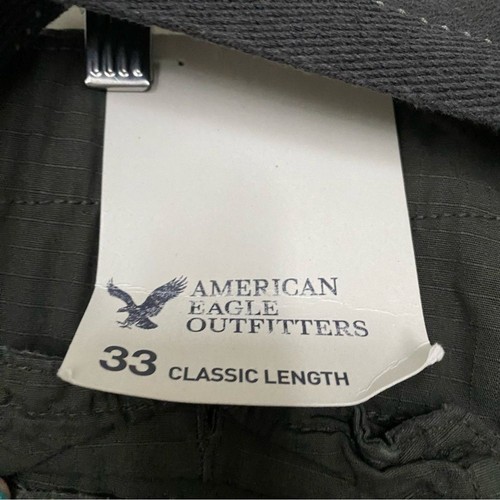 AMERICAN
EAGLE
OUTFITTERS
33 CLASSIC LENGTH